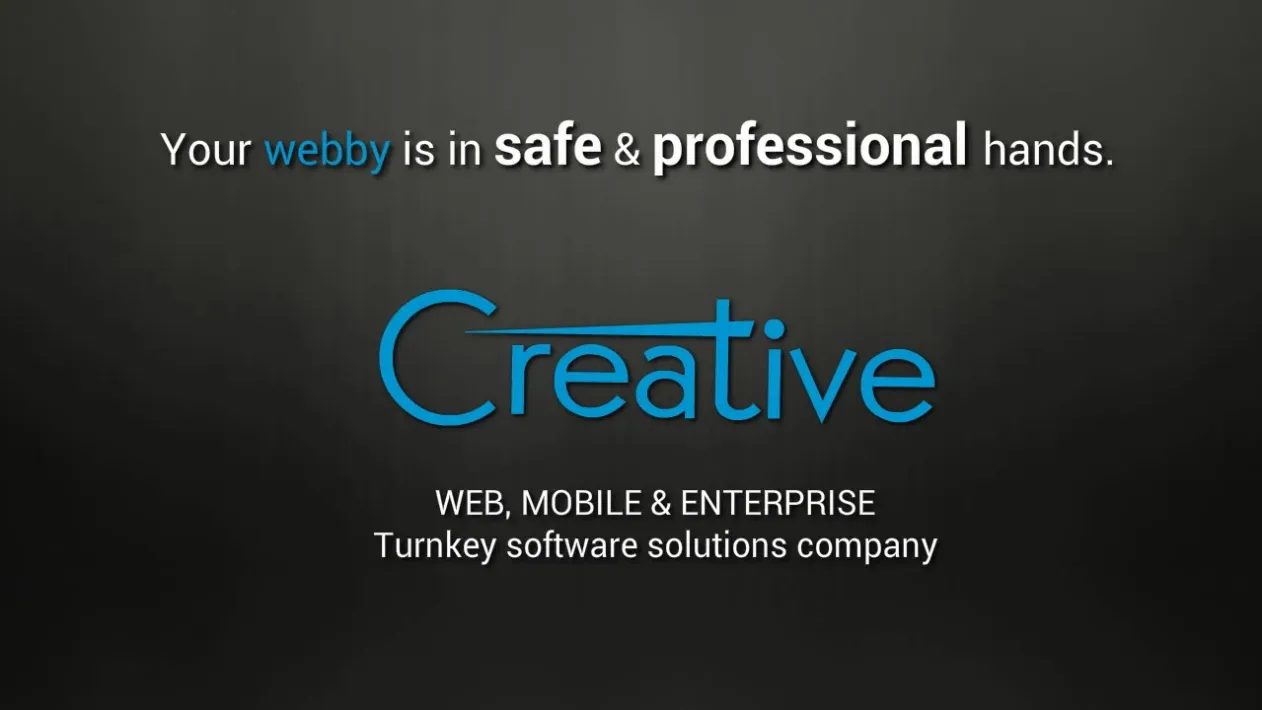 Your webby is in safe & professional hands.
Creative
WEB, MOBILE & ENTERPRISE
Turnkey software solutions company